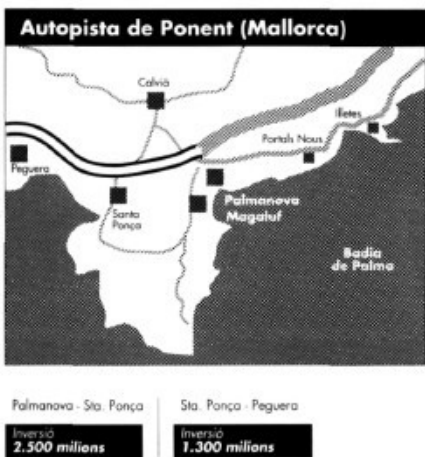 Autopista de Ponent (Mallorca)
Calvià
Illetes
Portals Nous
Peguera
Palmanova
Magaluf
Santa
Ponça
Badia
de Palma
Palmanova - Sta. Ponça
Sta. Ponça - Peguera
Inversió
2.500 milions
Inversió
1.300 milions